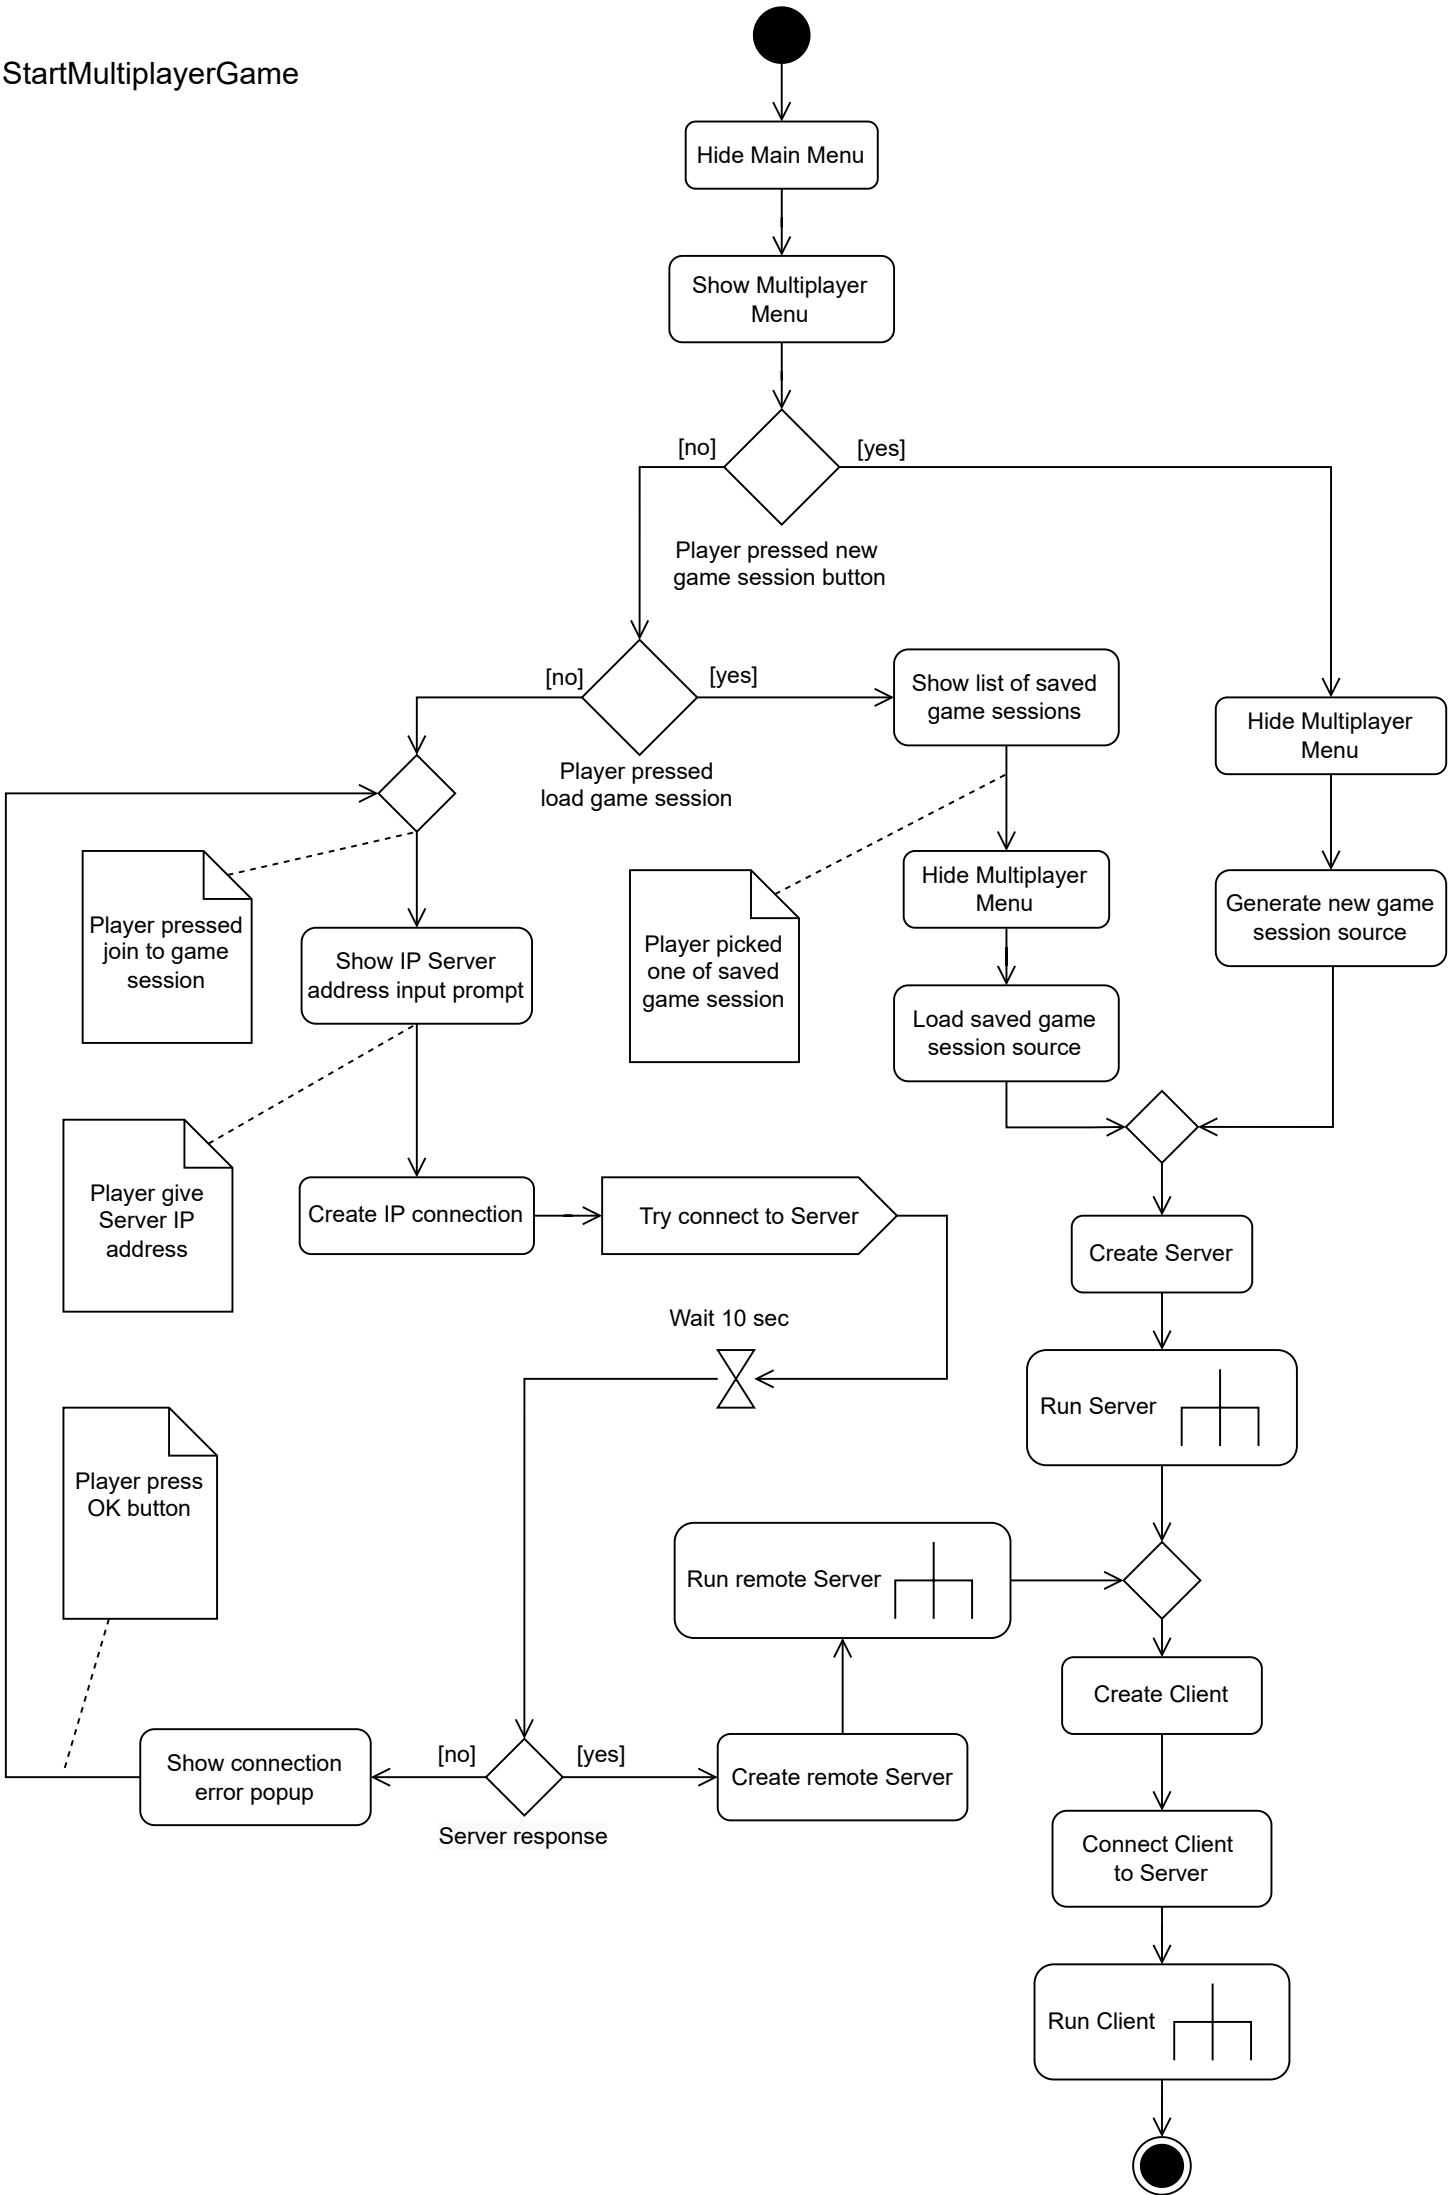 StartMultiplayerGame
Hide Main Menu
Show Multiplayer
Menu
[no]
[yes]
Player pressed new
game session button
[no]
[yes]
Player pressed
load game session
Show list of saved
game sessions
Hide Multiplayer
Menu
Player pressed
join to game
session
Show IP Server
address input prompt
Player picked
one of saved
game session
Hide Multiplayer
Menu
Generate new game
session source
Load saved game
session source
Player give
Server IP
address
Create IP connection
Try connect to Server
Create Server
Wait 10 sec
Run Server
Player press
OK button
Run remote Server
Create Client
Show connection
error popup
[no]
[yes]
Server response
Create remote Server
Connect Client
to Server
Run Client